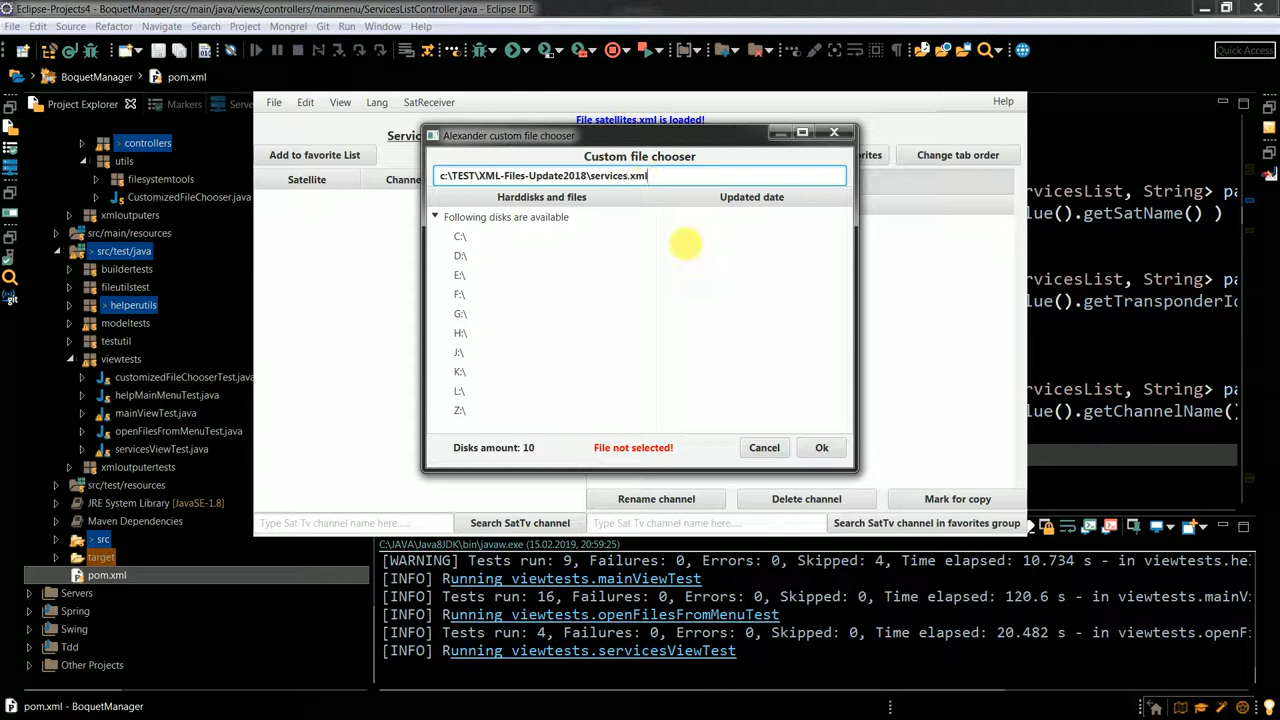 Eclipse-Projects4 - BoquetManager/src/main/java/views/controllers/mainmenu/ServicesListController.java - Eclipse IDE
File Edit Source Refactor Navigate Search Project Mongrel Git Run Window Help
Quick Access
BoquetManager pom.xml
Project Explorer Markers
controllers
utils
filesystemtools
CustomizedFileChooser.java
xmloutputers
src/main/resources
> src/test/java
buildertests
fileutilstest
> helperutils
modeltests
testutil
viewtests
customizedFileChooserTest.java
helpMainMenuTest.java
mainViewTest.java
openFilesFromMenuTest.java
servicesViewTest.java
xmloutputertests
src/test/resources
JRE System Library [JavaSE-1.8]
Maven Dependencies
> src
target
pom.xml
Servers
Spring
Swing
Tdd
Other Projects
File Edit View Lang SatReceiver Help
File satellites.xml is loaded!
Add to favorite List
Change tab order
Satellite
Alexander custom file chooser
Custom file chooser
c:\TEST\XML-Files-Update2018\services.xml
Harddisks and files Updated date
Following disks are available
C:\
D:\
E:\
F:\
G:\
H:\
J:\
K:\
L:\
Z:\
Disks amount: 10 File not selected! Cancel Ok
Rename channel Delete channel Mark for copy
Type Sat Tv channel name here..... Search SatTv channel Type Sat Tv channel name here..... Search SatTv channel in favorites group
lue().getSatName() )
String>
String>
lue().getChannelName()
C:\JAVA\Java8JDK\bin\javaw.exe (15.02.2019, 20:59:25)
[WARNING] Tests run: 9, Failures: 0, Errors: 0, Skipped: 4, Time elapsed: 10.734 s - in viewtests.he
[INFO] Running viewtests.mainViewTest
[INFO] Tests run: 16, Failures: 0, Errors: 0, Skipped: 0, Time elapsed: 120.6 s - in viewtests.mainV
[INFO] Running viewtests.openFilesFromMenuTest
[INFO] Tests run: 4, Failures: 0, Errors: 0, Skipped: 0, Time elapsed: 20.482 s - in viewtests.openF
[INFO] Running viewtests.servicesViewTest
pom.xml - BoquetManager